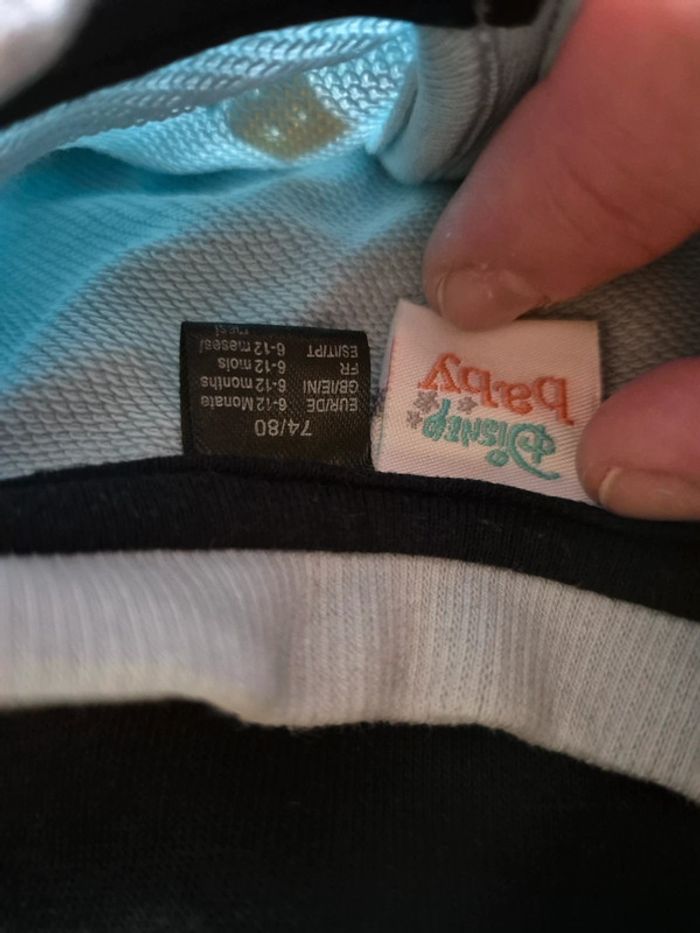 74/80
EUR/DE 6-12 Monate
GB/IE/NI 6-12 months
FR 6-12 mois
ES/IT/PT 6-12 meses/
mesi
Disney
baby